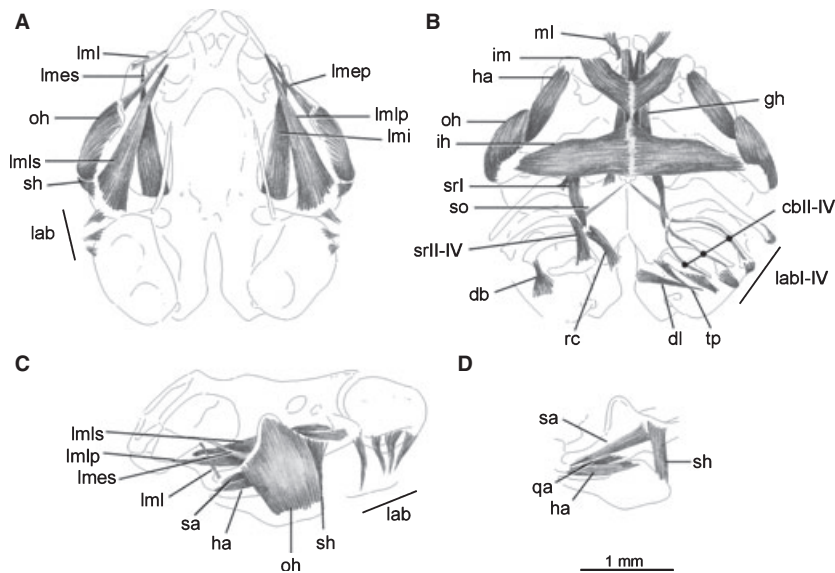 A
lml
lmes
oh
lmls
sh
lab
lmep
lmlp
lmi
B
ml
im
ha
oh
ih
srI
so
srII-IV
db
rc
gh
cbII-IV
labI-IV
dl
tp
C
lmls
lmlp
lmes
lml
sa
ha
oh
sh
lab
D
sa
qa
ha
sh
1 mm